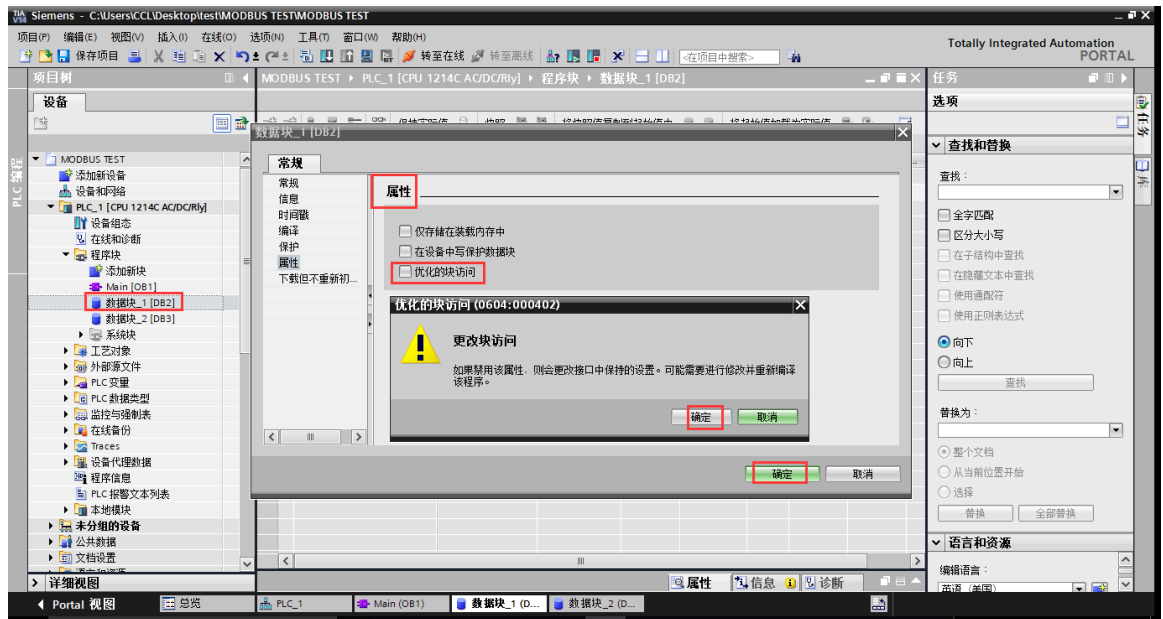 Siemens - C:\Users\CCL\Desktop\test\MODBUS TEST\MODBUS TEST
项目(P) 编辑(E) 视图(V) 插入(I) 在线(O) 选项(N) 工具(T) 窗口(W) 帮助(H)
Totally Integrated Automation
PORTAL
保存项目 转至在线 转至离线 <在项目中搜索>
项目树
MODBUS TEST PLC_1 [CPU 1214C AC/DC/Rly] 程序块 数据块_1 [DB2]
任务
设备
选项
PLC 编程
MODBUS TEST
添加新设备
设备和网络
PLC_1 [CPU 1214C AC/DC/Rly]
设备组态
在线和诊断
程序块
添加新块
Main [OB1]
数据块_1 [DB2]
数据块_2 [DB3]
系统块
工艺对象
外部源文件
PLC 变量
PLC 数据类型
监控与强制表
在线备份
Traces
设备代理数据
程序信息
PLC 报警文本列表
本地模块
未分组的设备
公共数据
文档设置
详细视图
数据块_1 [DB2]
常规
常规
信息
时间戳
编译
保护
属性
下载但不重新初...
属性
仅存储在装载内存中
在设备中写保护数据块
优化的块访问
优化的块访问 (0604:000402)
更改块访问
如果禁用该属性，则会更改接口中保持的设置。可能需要进行修改并重新编译
该程序。
确定 取消
确定 取消
查找和替换
查找：
全字匹配
区分大小写
在子结构中查找
在隐藏文本中查找
使用通配符
使用正则表达式
向下
向上
查找
替换为：
整个文档
从当前位置开始
选择
替换 全部替换
语言和资源
编辑语言：
英语 (美国)
任务
库
属性 信息 诊断
Portal 视图 总览 PLC_1 Main (OB1) 数据块_1 (D... 数据块_2 (D...